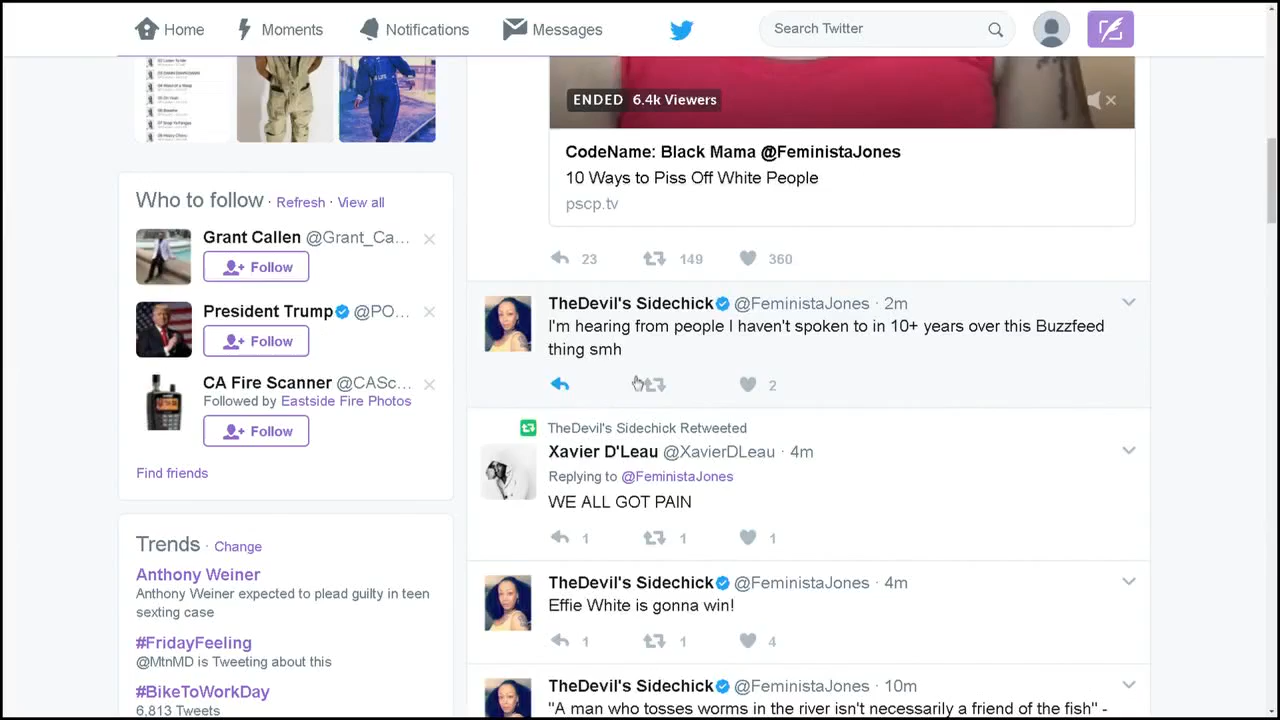 Home
Moments
Notifications
Messages
Search Twitter
ENDED 6.4k Viewers
CodeName: Black Mama @FeministaJones
10 Ways to Piss Off White People
pscp.tv
23 149 360
Who to follow · Refresh · View all
Grant Callen @Grant_Ca...
Follow
President Trump @PO...
Follow
CA Fire Scanner @CASc...
Followed by Eastside Fire Photos
Follow
Find friends
Trends · Change
Anthony Weiner
Anthony Weiner expected to plead guilty in teen
sexting case
#FridayFeeling
@MtnMD is Tweeting about this
#BikeToWorkDay
6,813 Tweets
TheDevil's Sidechick @FeministaJones · 2m
I'm hearing from people I haven't spoken to in 10+ years over this Buzzfeed
thing smh
2
TheDevil's Sidechick Retweeted
Xavier D'Leau @XavierDLeau · 4m
Replying to @FeministaJones
WE ALL GOT PAIN
1 1 1
TheDevil's Sidechick @FeministaJones · 4m
Effie White is gonna win!
1 1 4
TheDevil's Sidechick @FeministaJones · 10m
"A man who tosses worms in the river isn't necessarily a friend of the fish" -